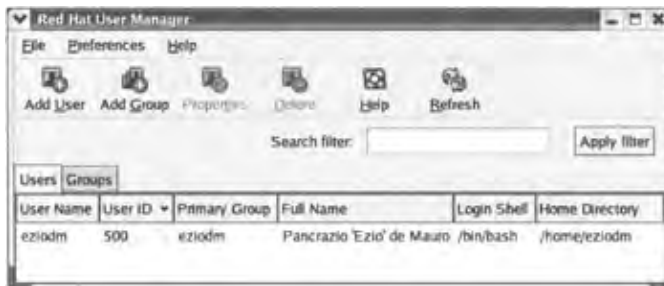 Red Hat User Manager
File Preferences Help
Add User Add Group Properties Delete Help Refresh
Search filter: Apply filter
Users Groups
User Name User ID Primary Group Full Name Login Shell Home Directory
eziodm 500 eziodm Pancrazio 'Ezio' de Mauro /bin/bash /home/eziodm